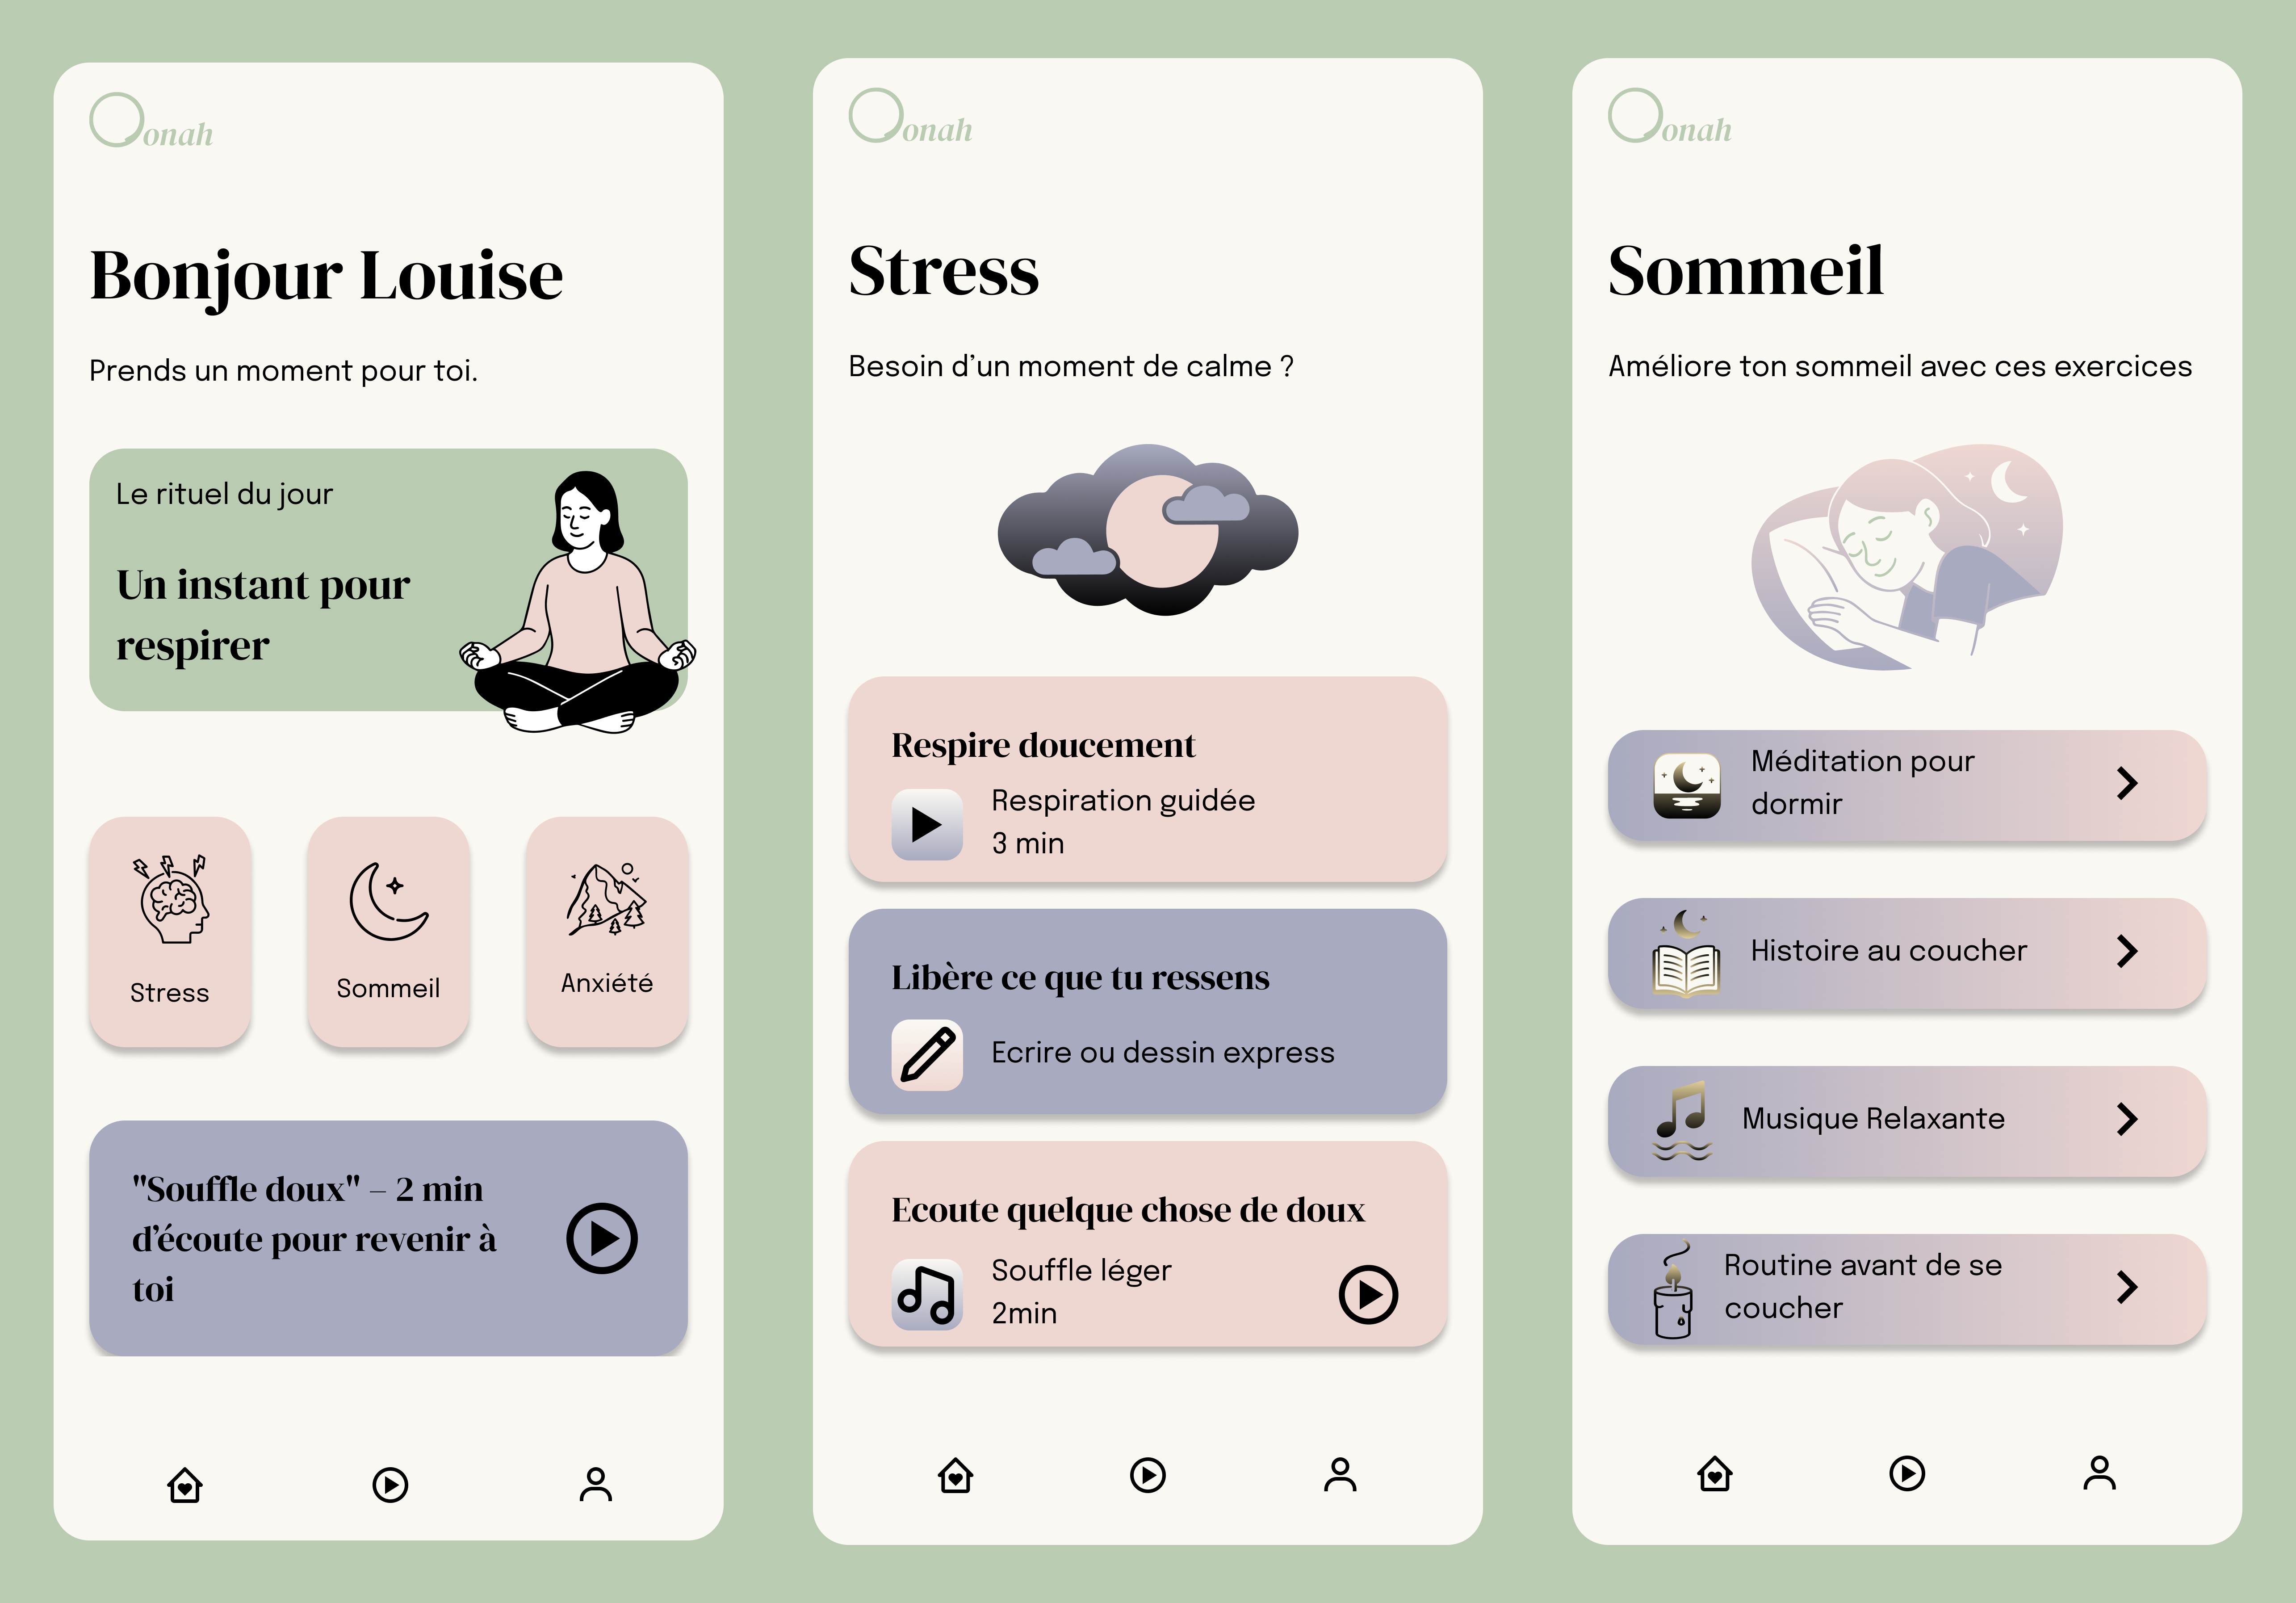 Oonah
Bonjour Louise
Prends un moment pour toi.
Le rituel du jour
Un instant pour
respirer
Stress
Sommeil
Anxiété
"Souffle doux" – 2 min
d’écoute pour revenir à
toi
Oonah
Stress
Besoin d’un moment de calme ?
Respire doucement
Respiration guidée
3 min
Libère ce que tu ressens
Ecrire ou dessin express
Ecoute quelque chose de doux
Souffle léger
2min
Oonah
Sommeil
Améliore ton sommeil avec ces exercices
Méditation pour
dormir
Histoire au coucher
Musique Relaxante
Routine avant de se
coucher